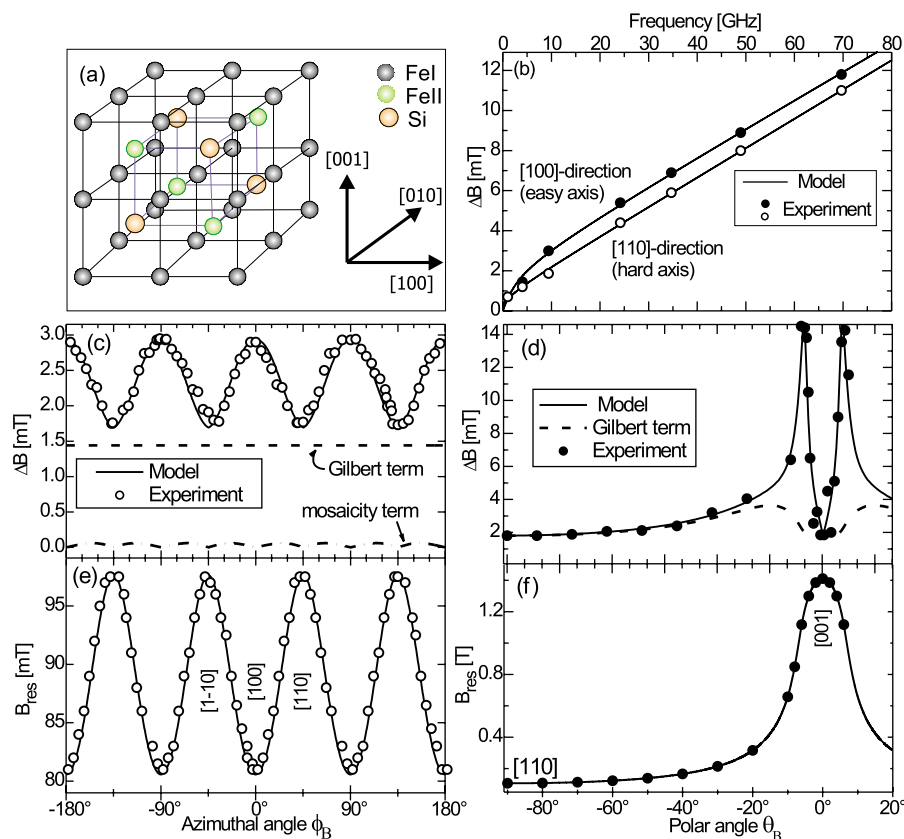 (a)
FeI
FeII
Si
[001]
[010]
[100]
Frequency [GHz]
0 10 20 30 40 50 60 70 80
(b)
12
10
8
6
4
2
0
ΔB [mT]
[100]-direction
(easy axis)
[110]-direction
(hard axis)
Model
Experiment
(c)
3.0
2.5
2.0
1.5
1.0
0.5
0.0
ΔB [mT]
Gilbert term
Model
Experiment
mosaicity term
(d)
14
12
10
8
6
4
2
ΔB [mT]
Model
Gilbert term
Experiment
(e)
95
90
85
80
B_res [mT]
[1-10]
[100]
[110]
-180° -90° 0° 90° 180°
Azimuthal angle ϕ_B
(f)
1.2
0.8
0.4
B_res [T]
[001]
[110]
-80° -60° -40° -20° 0° 20°
Polar angle θ_B